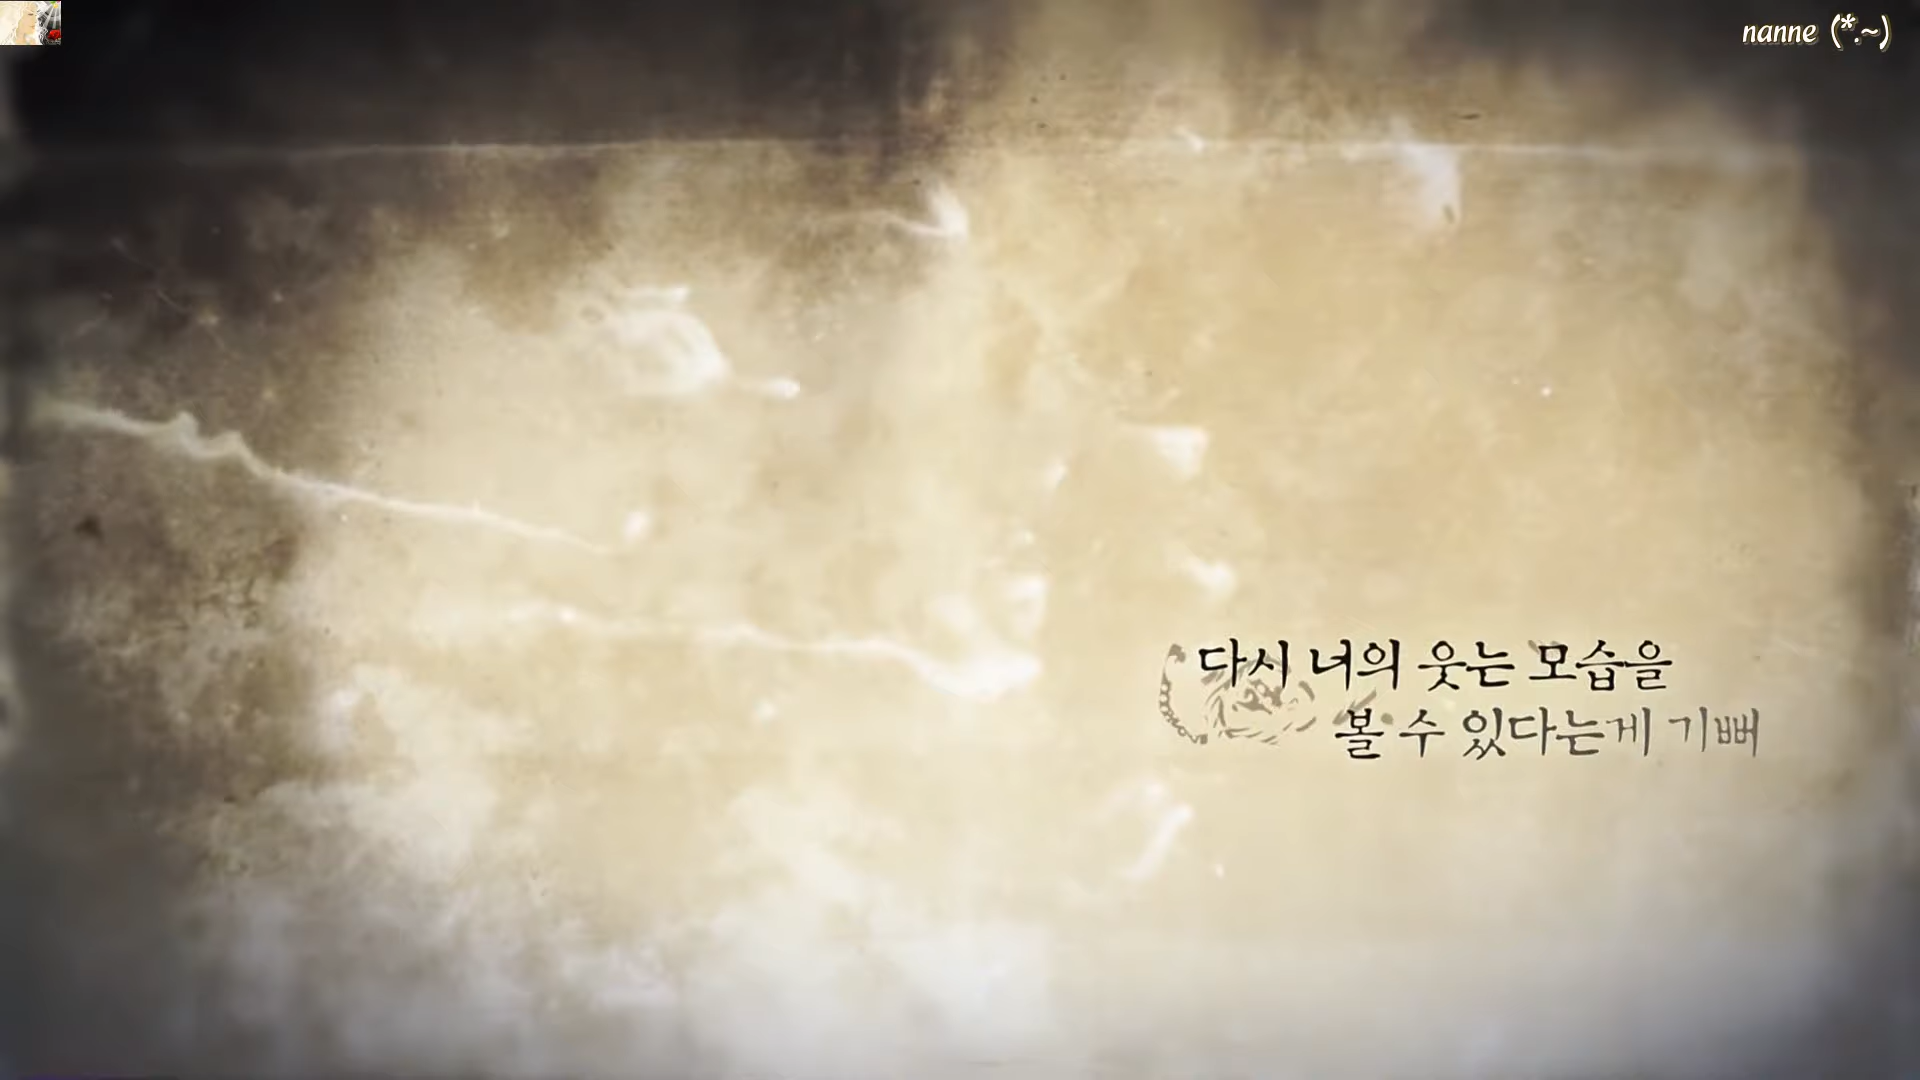 nanne (*.~)
다시 너의 웃는 모습을
볼 수 있다는게 기뻐